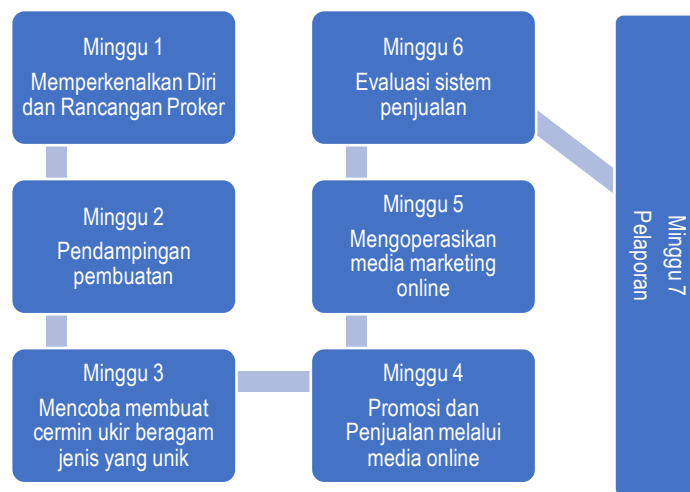 Minggu 1
Memperkenalkan Diri
dan Rancangan Proker
Minggu 2
Pendampingan
pembuatan
Minggu 3
Mencoba membuat
cermin ukir beragam
jenis yang unik
Minggu 4
Promosi dan
Penjualan melalui
media online
Minggu 5
Mengoperasikan
media marketing
online
Minggu 6
Evaluasi sistem
penjualan
Minggu 7
Pelaporan